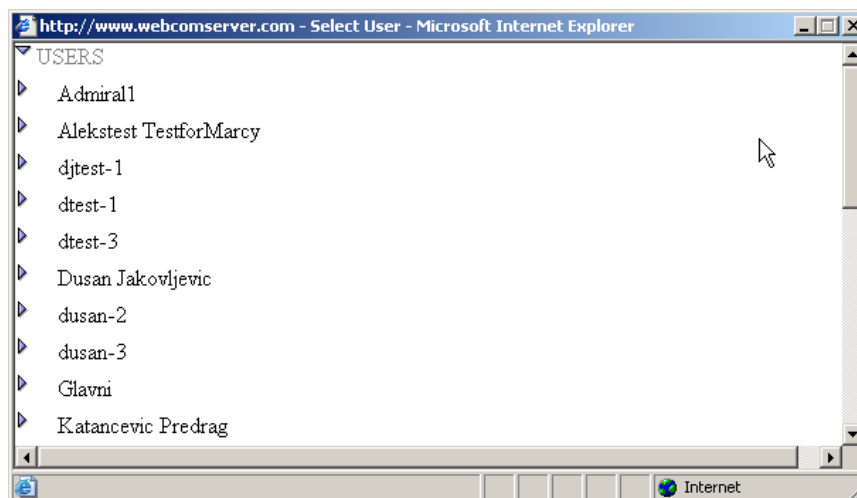 http://www.webcomserver.com - Select User - Microsoft Internet Explorer
USERS
Admiral1
Alekstest TestforMarcy
djtest-1
dtest-1
dtest-3
Dusan Jakovljevic
dusan-2
dusan-3
Glavni
Katancevic Predrag
Internet